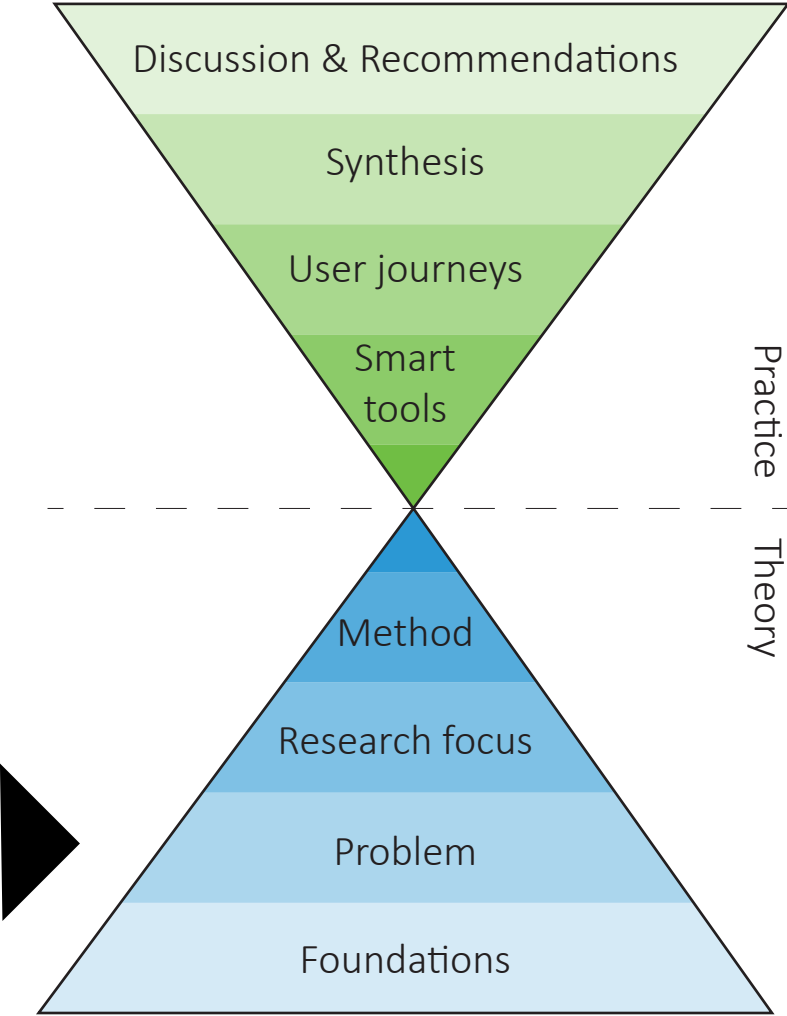 Discussion & Recommendations
Synthesis
User journeys
Smart
tools
Practice
Theory
Method
Research focus
Problem
Foundations